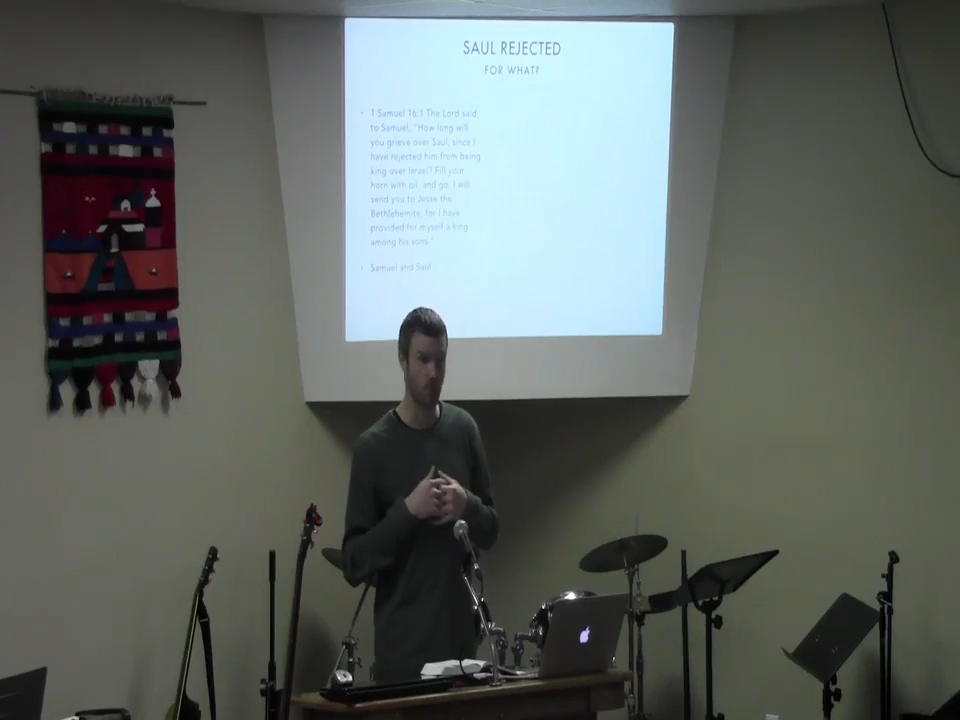 SAUL REJECTED
FOR WHAT?
• 1 Samuel 16:1 The Lord said
to Samuel, "How long will
you grieve over Saul, since I
have rejected him from being
king over Israel? Fill your
horn with oil, and go. I will
send you to Jesse the
Bethlehemite, for I have
provided for myself a king
among his sons."
• Samuel and Saul